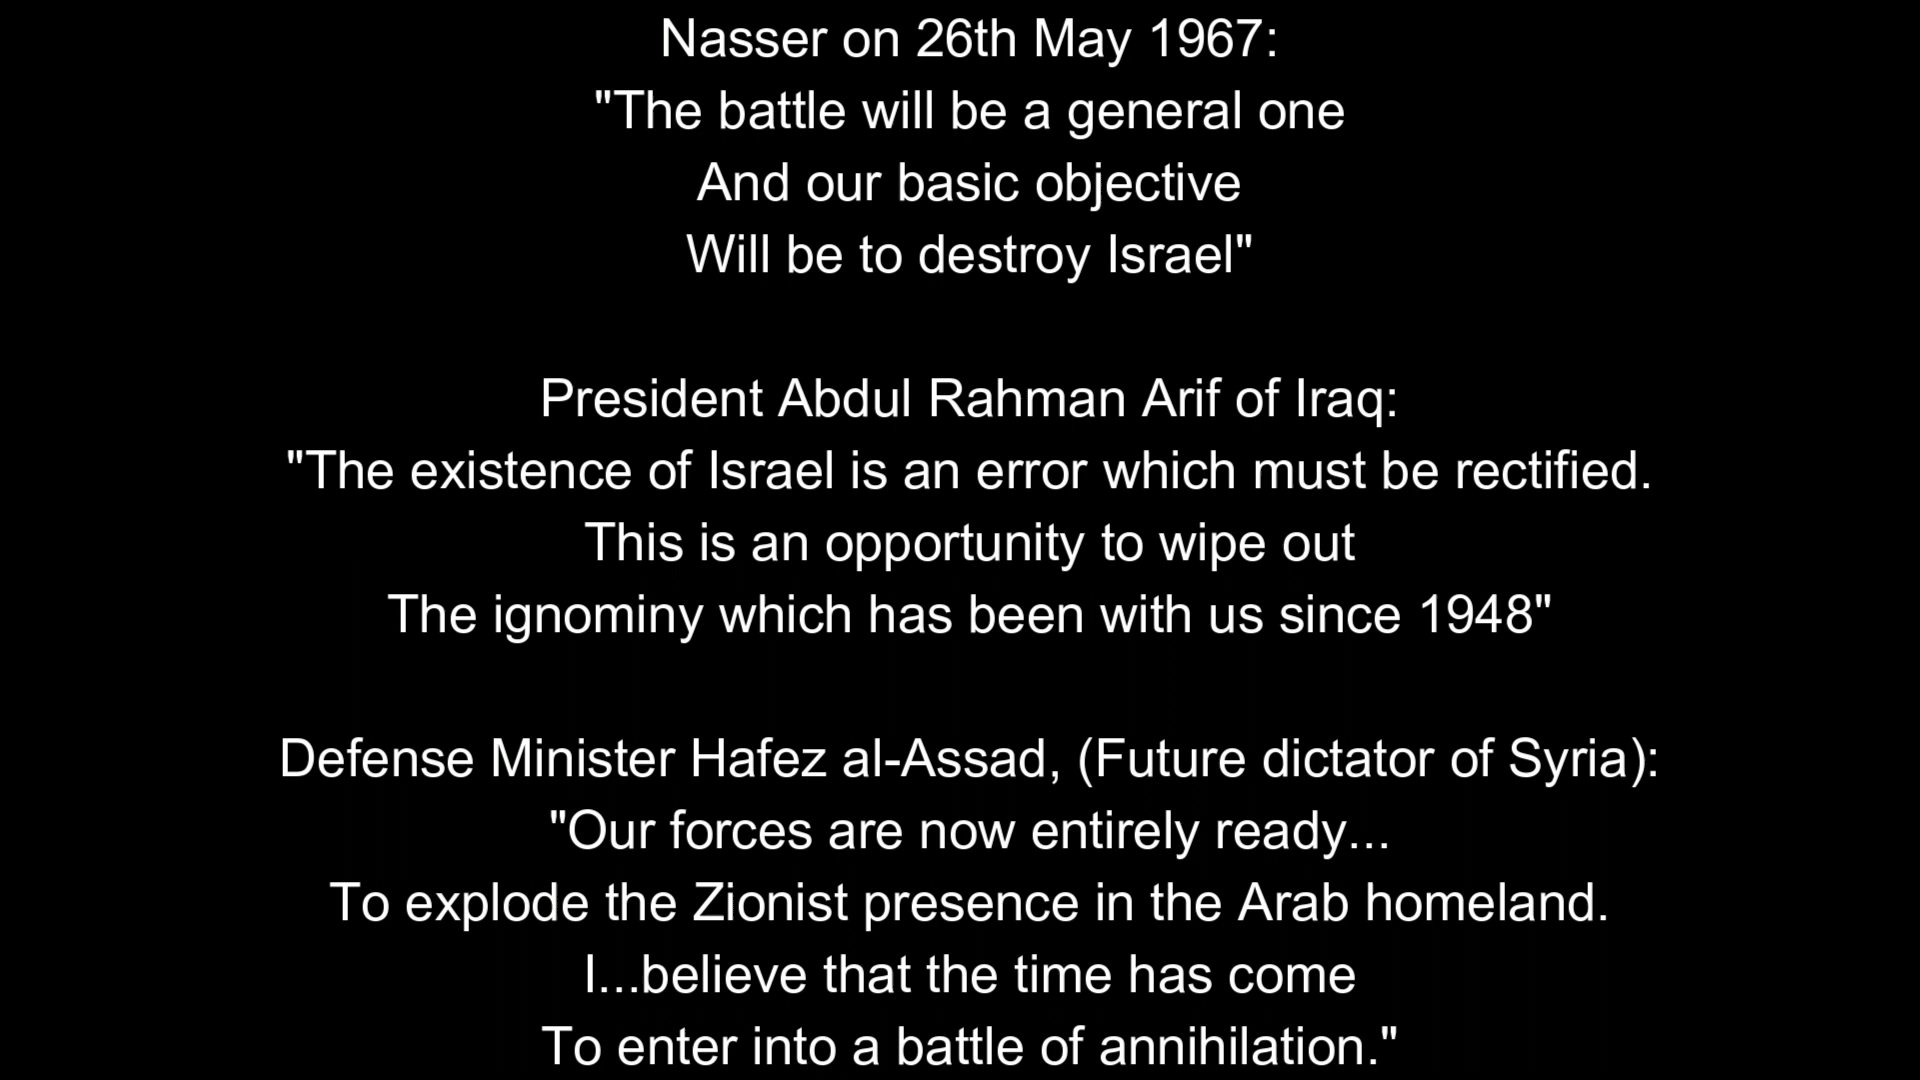 Nasser on 26th May 1967:
"The battle will be a general one
And our basic objective
Will be to destroy Israel"
President Abdul Rahman Arif of Iraq:
"The existence of Israel is an error which must be rectified.
This is an opportunity to wipe out
The ignominy which has been with us since 1948"
Defense Minister Hafez al-Assad, (Future dictator of Syria):
"Our forces are now entirely ready...
To explode the Zionist presence in the Arab homeland.
I...believe that the time has come
To enter into a battle of annihilation."